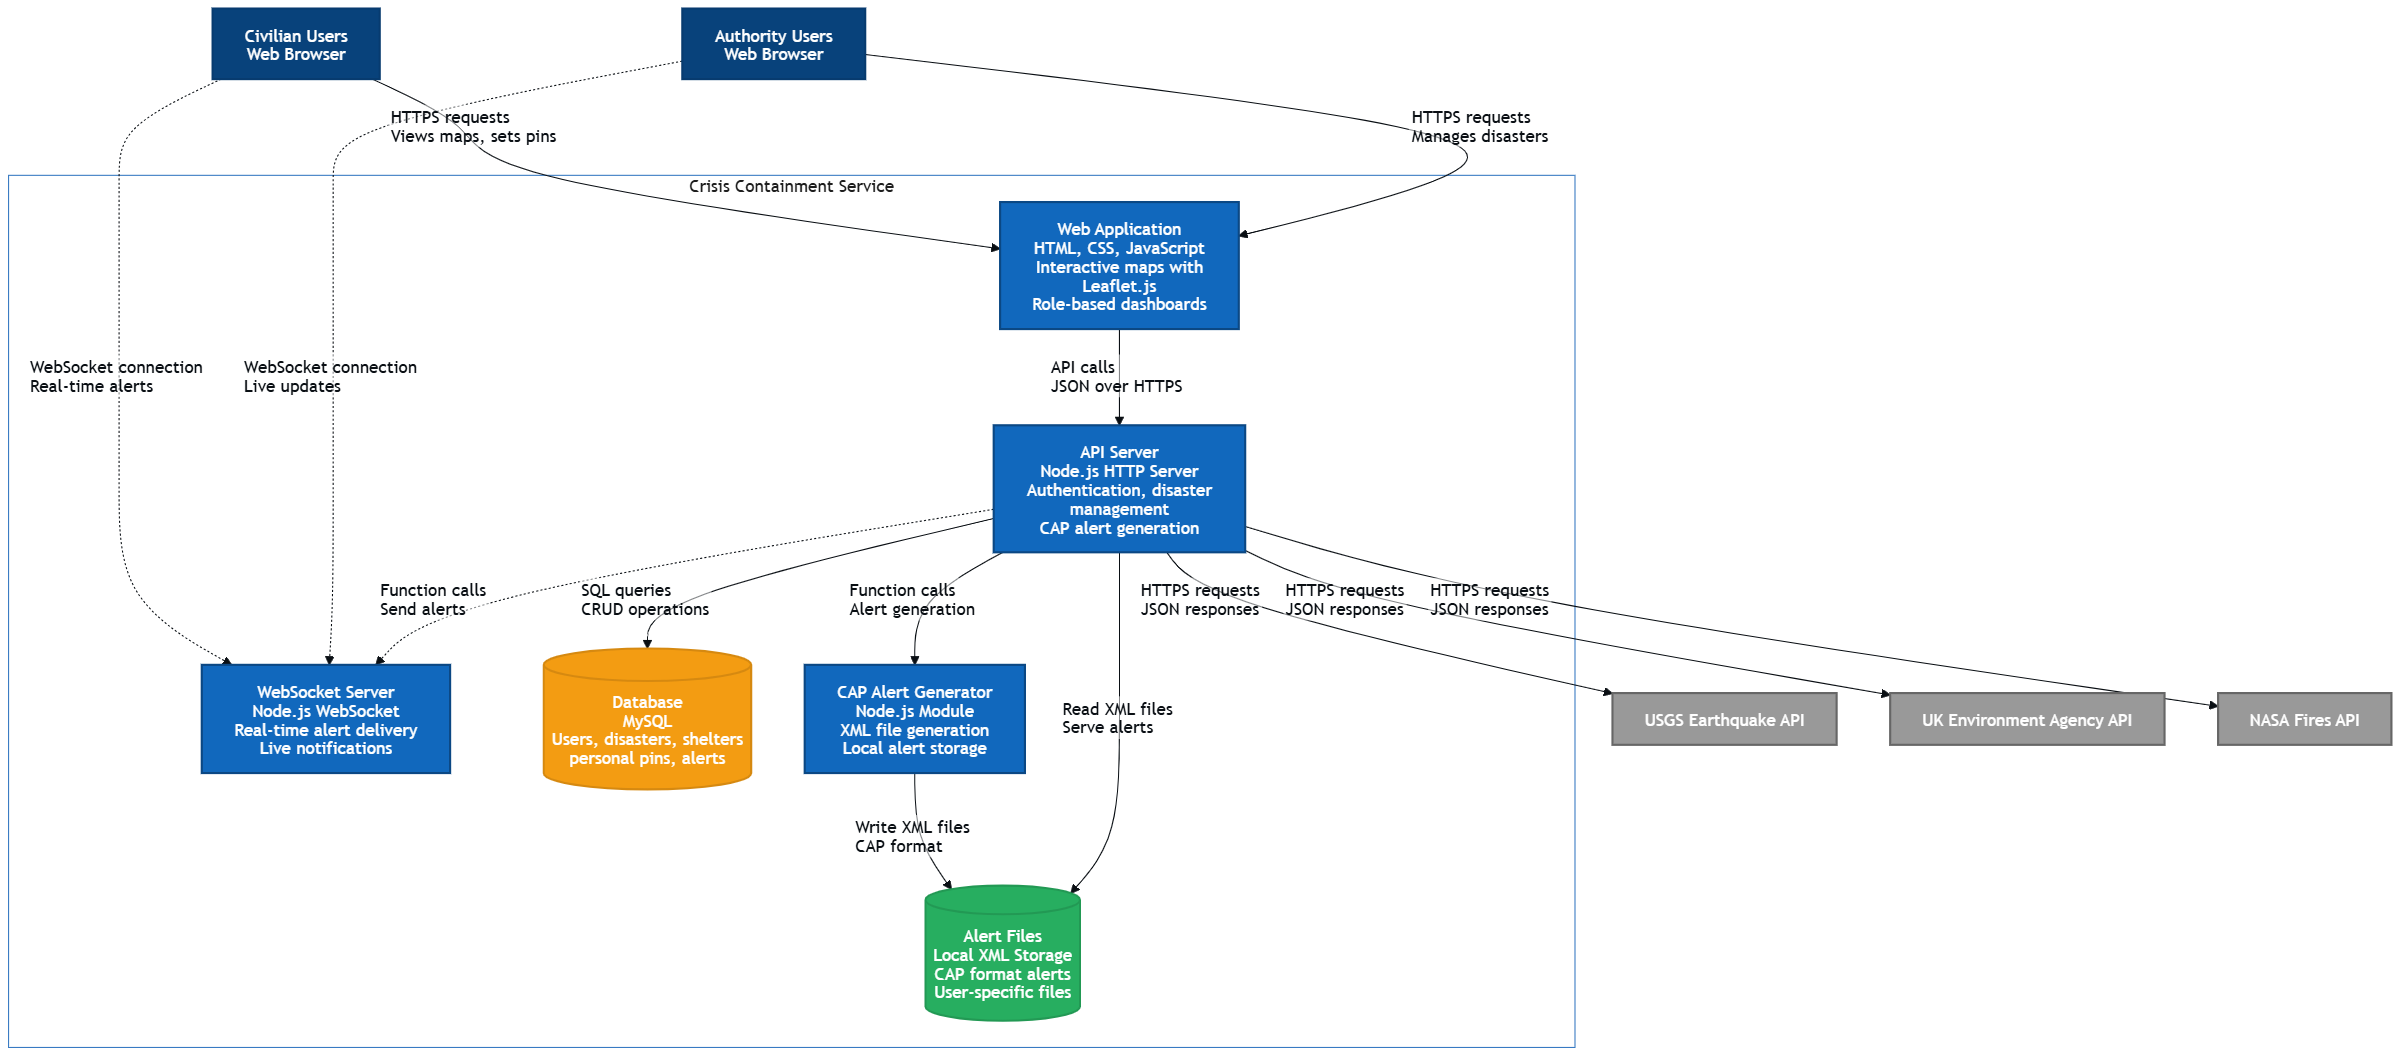 Civilian Users
Web Browser
Authority Users
Web Browser
HTTPS requests
Views maps, sets pins
HTTPS requests
Manages disasters
Crisis Containment Service
Web Application
HTML, CSS, JavaScript
Interactive maps with
Leaflet.js
Role-based dashboards
WebSocket connection
Real-time alerts
WebSocket connection
Live updates
API calls
JSON over HTTPS
API Server
Node.js HTTP Server
Authentication, disaster
management
CAP alert generation
Function calls
Send alerts
SQL queries
CRUD operations
Function calls
Alert generation
HTTPS requests
JSON responses
HTTPS requests
JSON responses
HTTPS requests
JSON responses
WebSocket Server
Node.js WebSocket
Real-time alert delivery
Live notifications
Database
MySQL
Users, disasters, shelters
personal pins, alerts
CAP Alert Generator
Node.js Module
XML file generation
Local alert storage
Read XML files
Serve alerts
USGS Earthquake API
UK Environment Agency API
NASA Fires API
Write XML files
CAP format
Alert Files
Local XML Storage
CAP format alerts
User-specific files